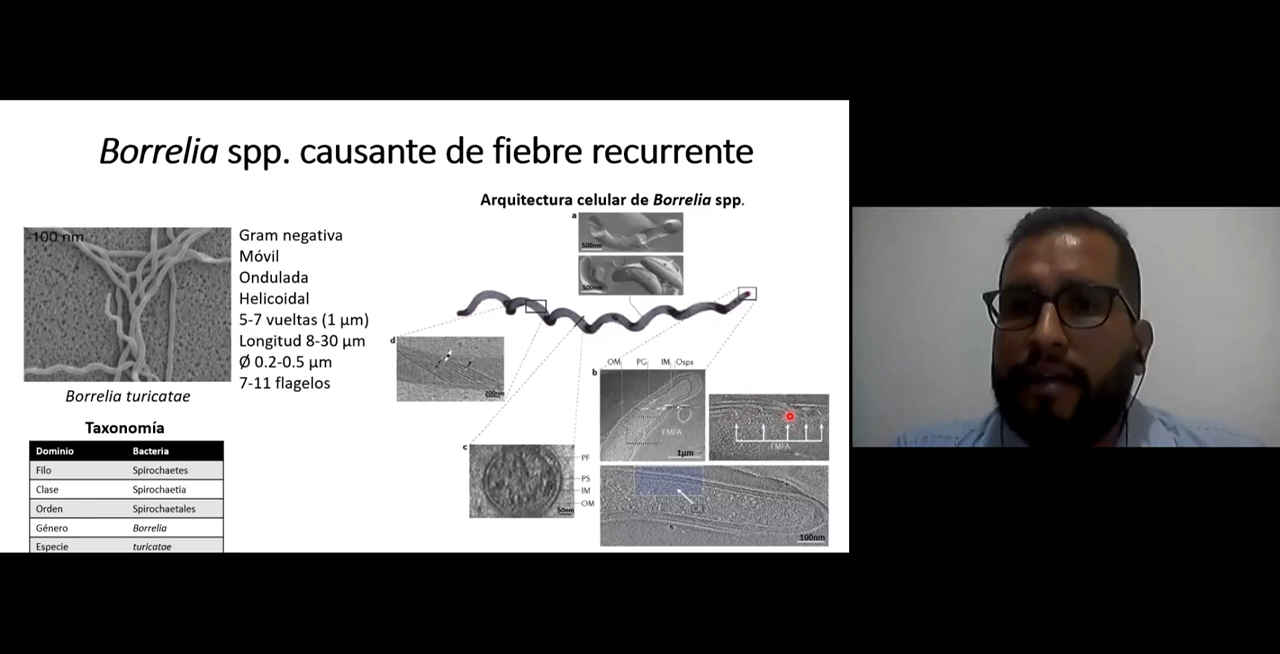 Borrelia spp. causante de fiebre recurrente
Arquitectura celular de Borrelia spp.
100 nm
Gram negativa
Móvil
Ondulada
Helicoidal
5-7 vueltas (1 µm)
Longitud 8-30 µm
Ø 0.2-0.5 µm
7-11 flagelos
Borrelia turicatae
Taxonomía
Dominio Bacteria
Filo Spirochaetes
Clase Spirochaetia
Orden Spirochaetales
Género Borrelia
Especie turicatae
a
500nm
500nm
d
200nm
b
OM PG IM Osps
FMFA
1µm
FMFA
100nm
c
PF
PS
IM
OM
50nm